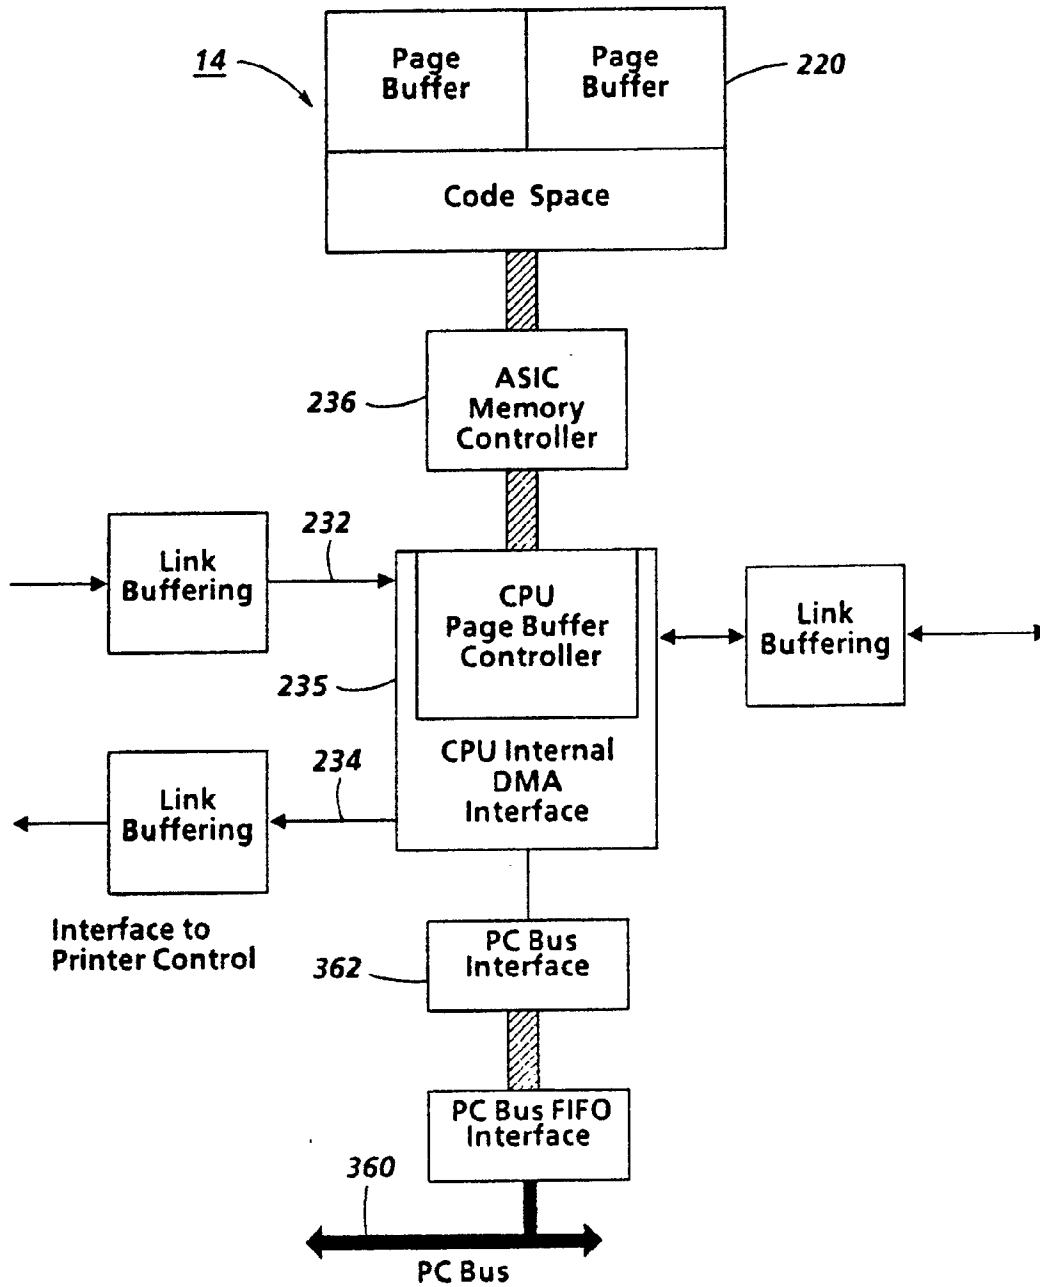 14
Page
Buffer
Page
Buffer
220
Code Space
236
ASIC
Memory
Controller
232
Link
Buffering
CPU
Page Buffer
Controller
Link
Buffering
235
234
CPU Internal
DMA
Interface
Link
Buffering
Interface to
Printer Control
362
PC Bus
Interface
PC Bus FIFO
Interface
360
PC Bus